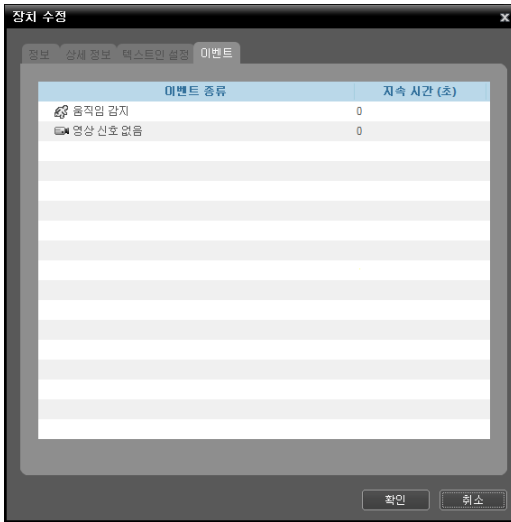 장치 수정 x
정보 상세 정보 텍스트인 설정 이벤트
이벤트 종류 지속 시간 (초)
움직임 감지 0
영상 신호 없음 0
확인 취소